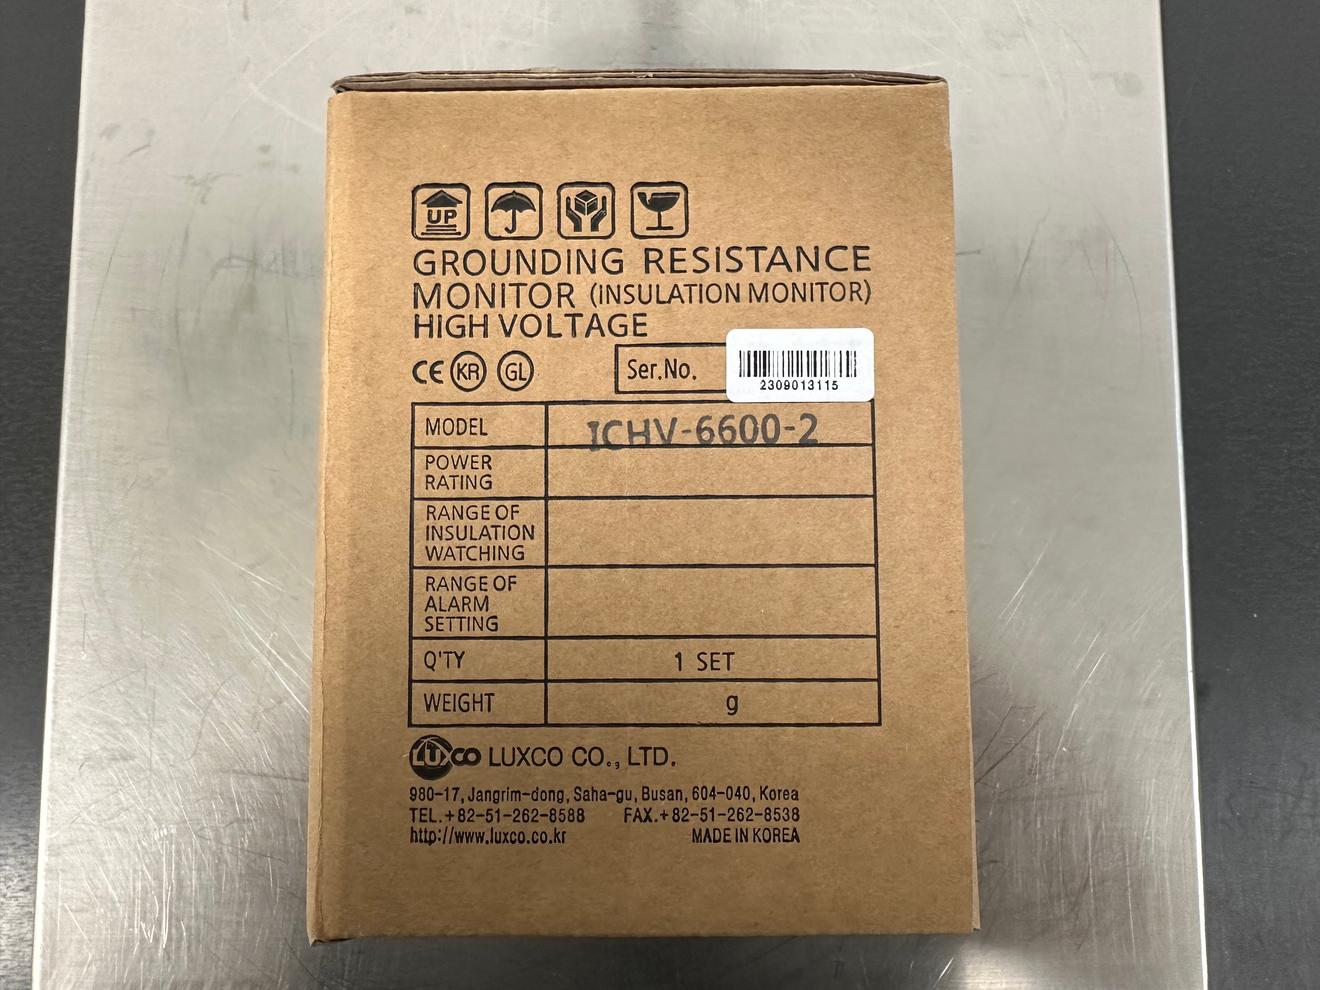 UP
GROUNDING RESISTANCE
MONITOR (INSULATION MONITOR)
HIGH VOLTAGE
CE KR GL
Ser.No.
2309013115
MODEL ICHV-6600-2
POWER
RATING
RANGE OF
INSULATION
WATCHING
RANGE OF
ALARM
SETTING
Q'TY 1 SET
WEIGHT g
LUXCO LUXCO CO., LTD.
980-17, Jangrim-dong, Saha-gu, Busan, 604-040, Korea
TEL.+82-51-262-8588 FAX.+82-51-262-8538
http://www.luxco.co.kr MADE IN KOREA